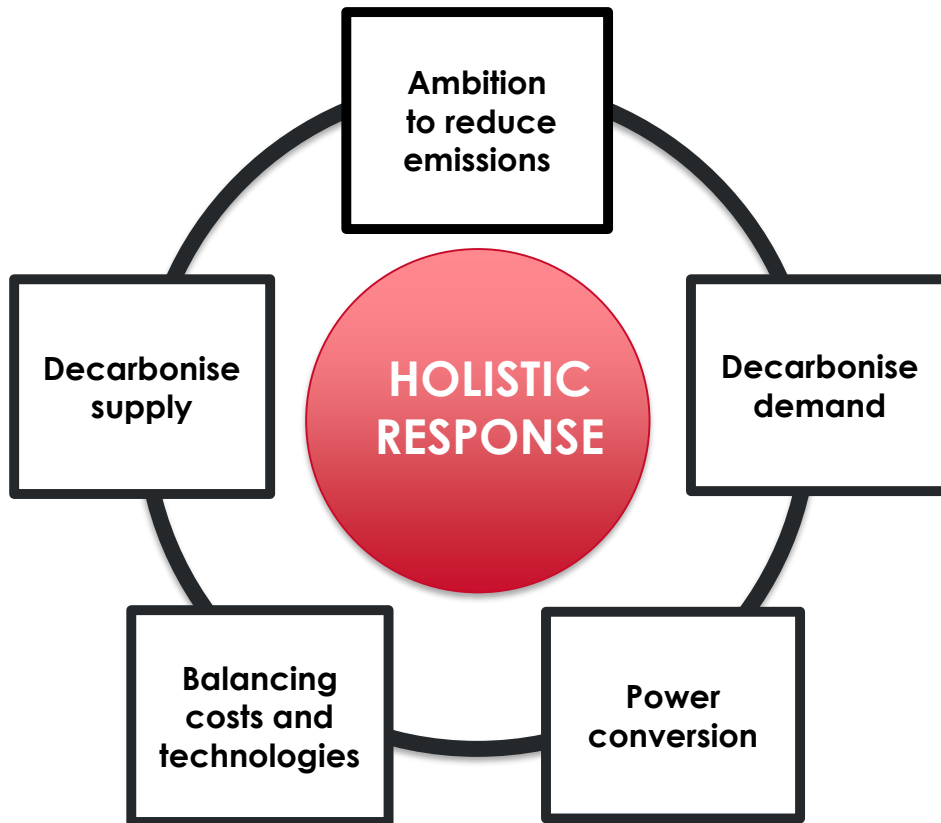 Ambition
to reduce
emissions
Decarbonise
supply
HOLISTIC
RESPONSE
Decarbonise
demand
Balancing
costs and
technologies
Power
conversion